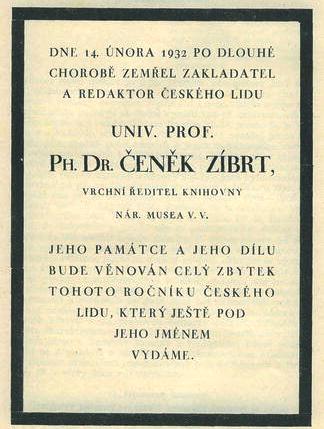 DNE 14. ÚNORA 1932 PO DLOUHÉ
CHOROBĚ ZEMŘEL ZAKLADATEL
A REDAKTOR ČESKÉHO LIDU
UNIV. PROF.
PH. DR. ČENĚK ZÍBRT,
VRCHNÍ ŘEDITEL KNIHOVNY
NÁR. MUSEA V. V.
JEHO PAMÁTCE A JEHO DÍLU
BUDE VĚNOVÁN CELÝ ZBYTEK
TOHOTO ROČNÍKU ČESKÉHO
LIDU, KTERÝ JEŠTĚ POD
JEHO JMÉNEM
VYDÁME.